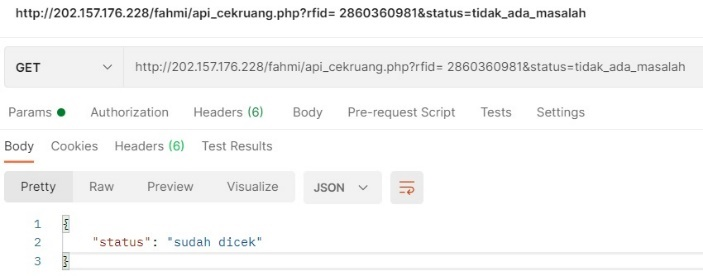 http://202.157.176.228/fahmi/api_cekruang.php?rfid= 2860360981&status=tidak_ada_masalah
GET http://202.157.176.228/fahmi/api_cekruang.php?rfid= 2860360981&status=tidak_ada_masalah
Params Authorization Headers (6) Body Pre-request Script Tests Settings
Body Cookies Headers (6) Test Results
Pretty Raw Preview Visualize JSON
1 {
2 "status": "sudah dicek"
3 }